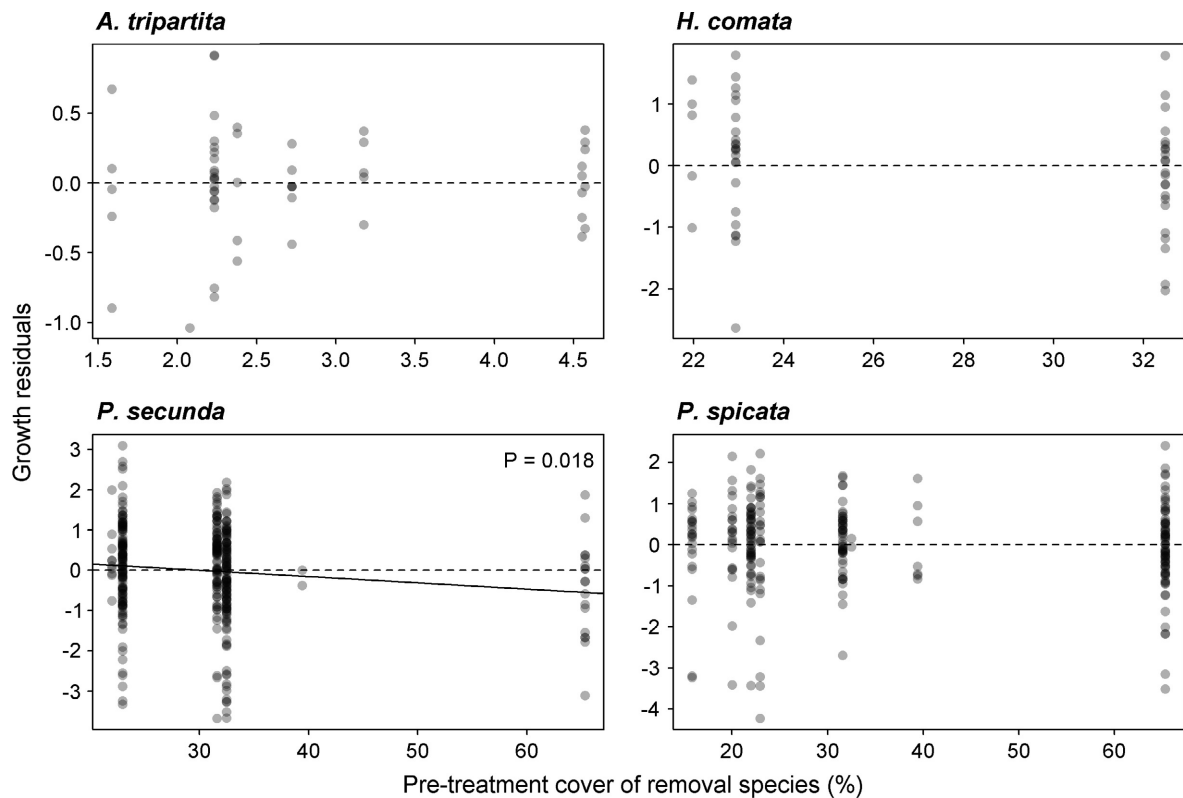 A. tripartita
H. comata
0.5
0.0
-0.5
-1.0
1.5 2.0 2.5 3.0 3.5 4.0 4.5
1
0
-1
-2
22 24 26 28 30 32
Growth residuals
P. secunda
P. spicata
P = 0.018
3
2
1
0
-1
-2
-3
30 40 50 60
2
1
0
-1
-2
-3
-4
20 30 40 50 60
Pre-treatment cover of removal species (%)